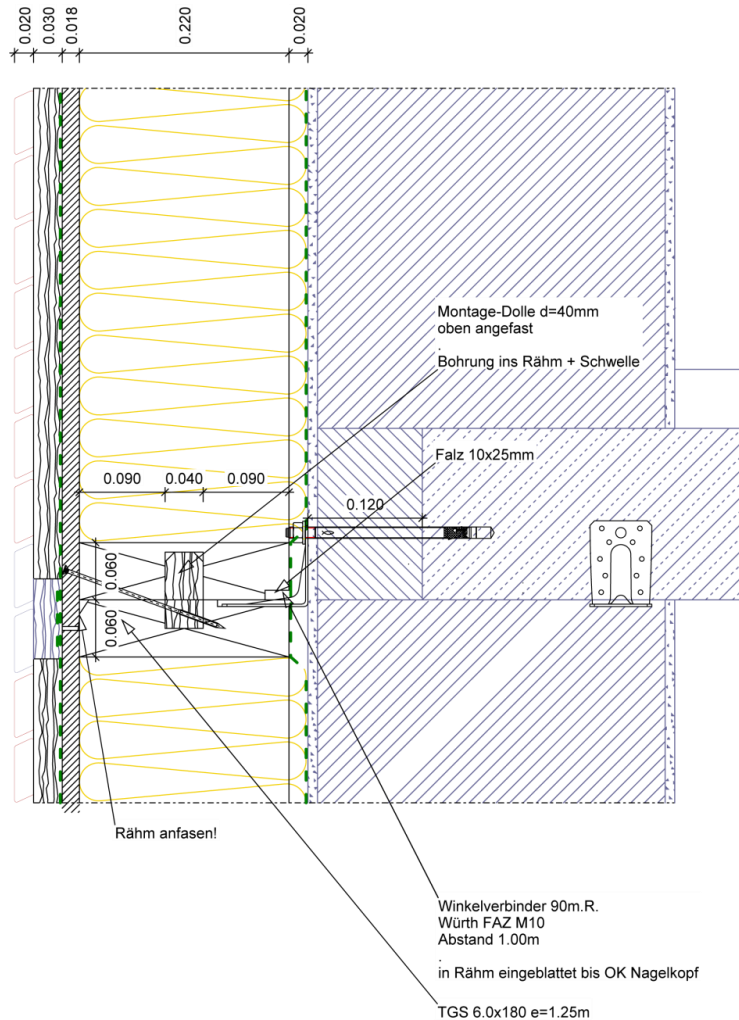 0.020
0.030
0.018
0.220
0.020
Montage-Dolle d=40mm
oben angefast
.
Bohrung ins Rähm + Schwelle
Falz 10x25mm
0.090
0.040
0.090
0.120
0.060
0.060
Rähm anfasen!
Winkelverbinder 90m.R.
Würth FAZ M10
Abstand 1.00m
.
in Rähm eingeblattet bis OK Nagelkopf
TGS 6.0x180 e=1.25m